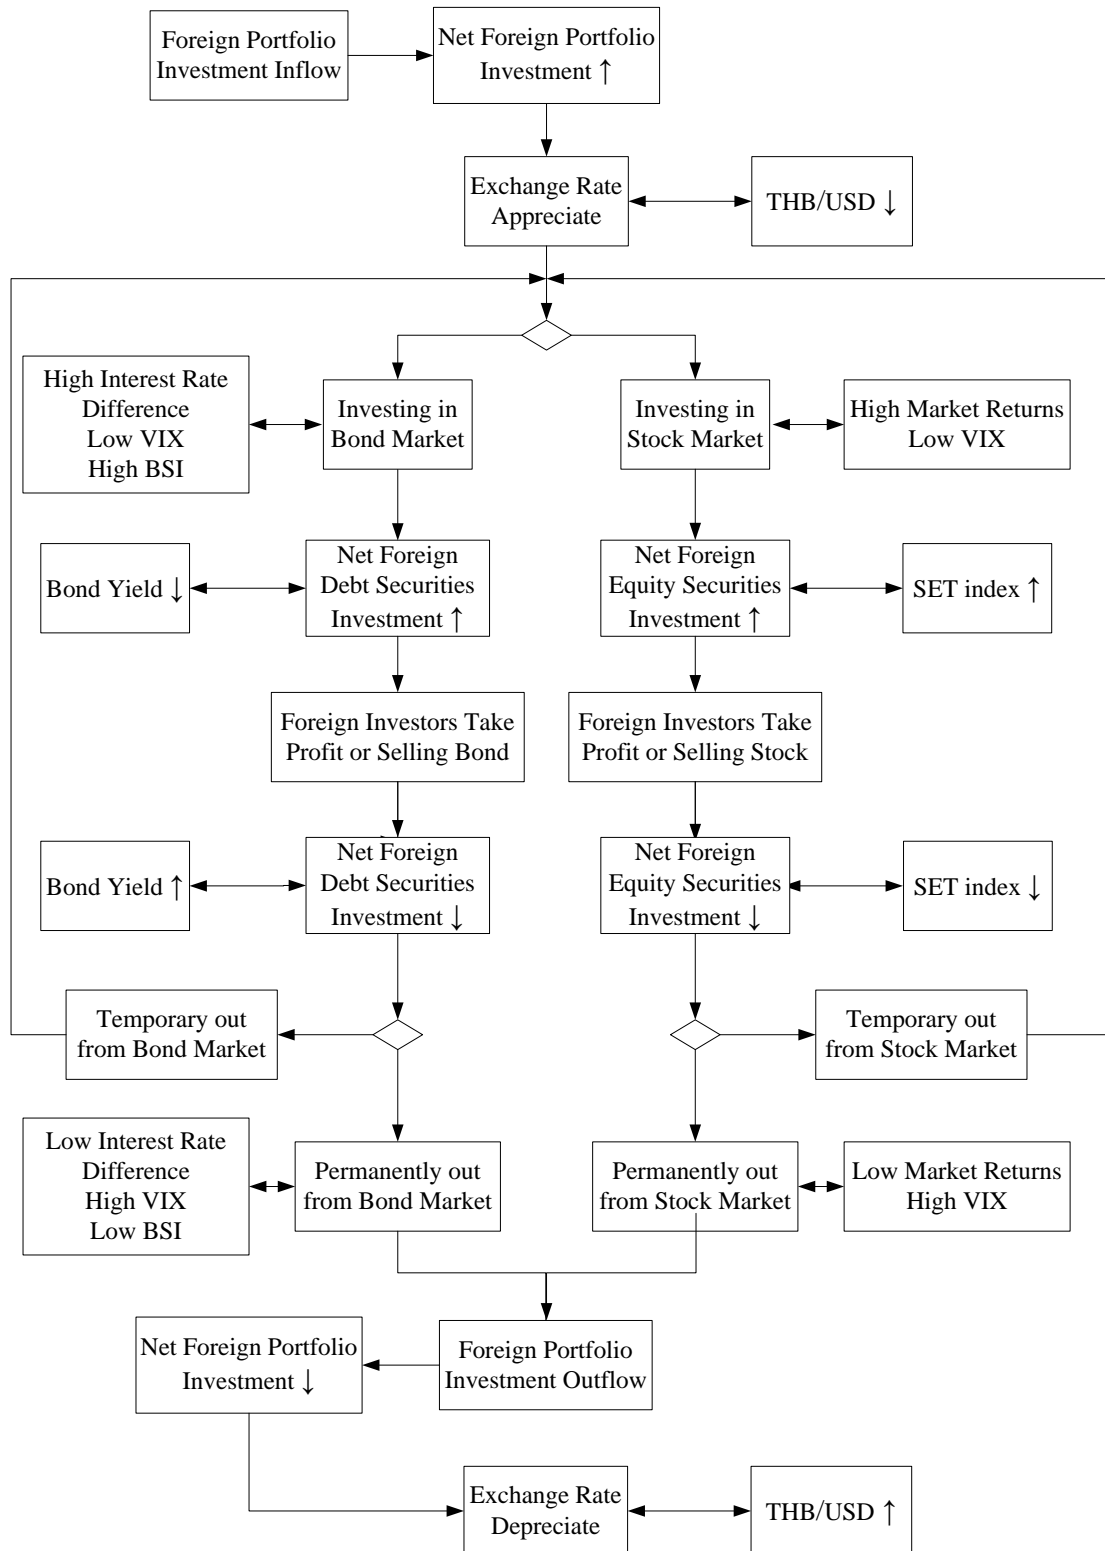 Foreign Portfolio
Investment Inflow
Net Foreign Portfolio
Investment ↑
Exchange Rate
Appreciate
THB/USD ↓
High Interest Rate
Difference
Low VIX
High BSI
Investing in
Bond Market
Investing in
Stock Market
High Market Returns
Low VIX
Bond Yield ↓
Net Foreign
Debt Securities
Investment ↑
Net Foreign
Equity Securities
Investment ↑
SET index ↑
Foreign Investors Take
Profit or Selling Bond
Foreign Investors Take
Profit or Selling Stock
Bond Yield ↑
Net Foreign
Debt Securities
Investment ↓
Net Foreign
Equity Securities
Investment ↓
SET index ↓
Temporary out
from Bond Market
Temporary out
from Stock Market
Low Interest Rate
Difference
High VIX
Low BSI
Permanently out
from Bond Market
Permanently out
from Stock Market
Low Market Returns
High VIX
Net Foreign Portfolio
Investment ↓
Foreign Portfolio
Investment Outflow
Exchange Rate
Depreciate
THB/USD ↑